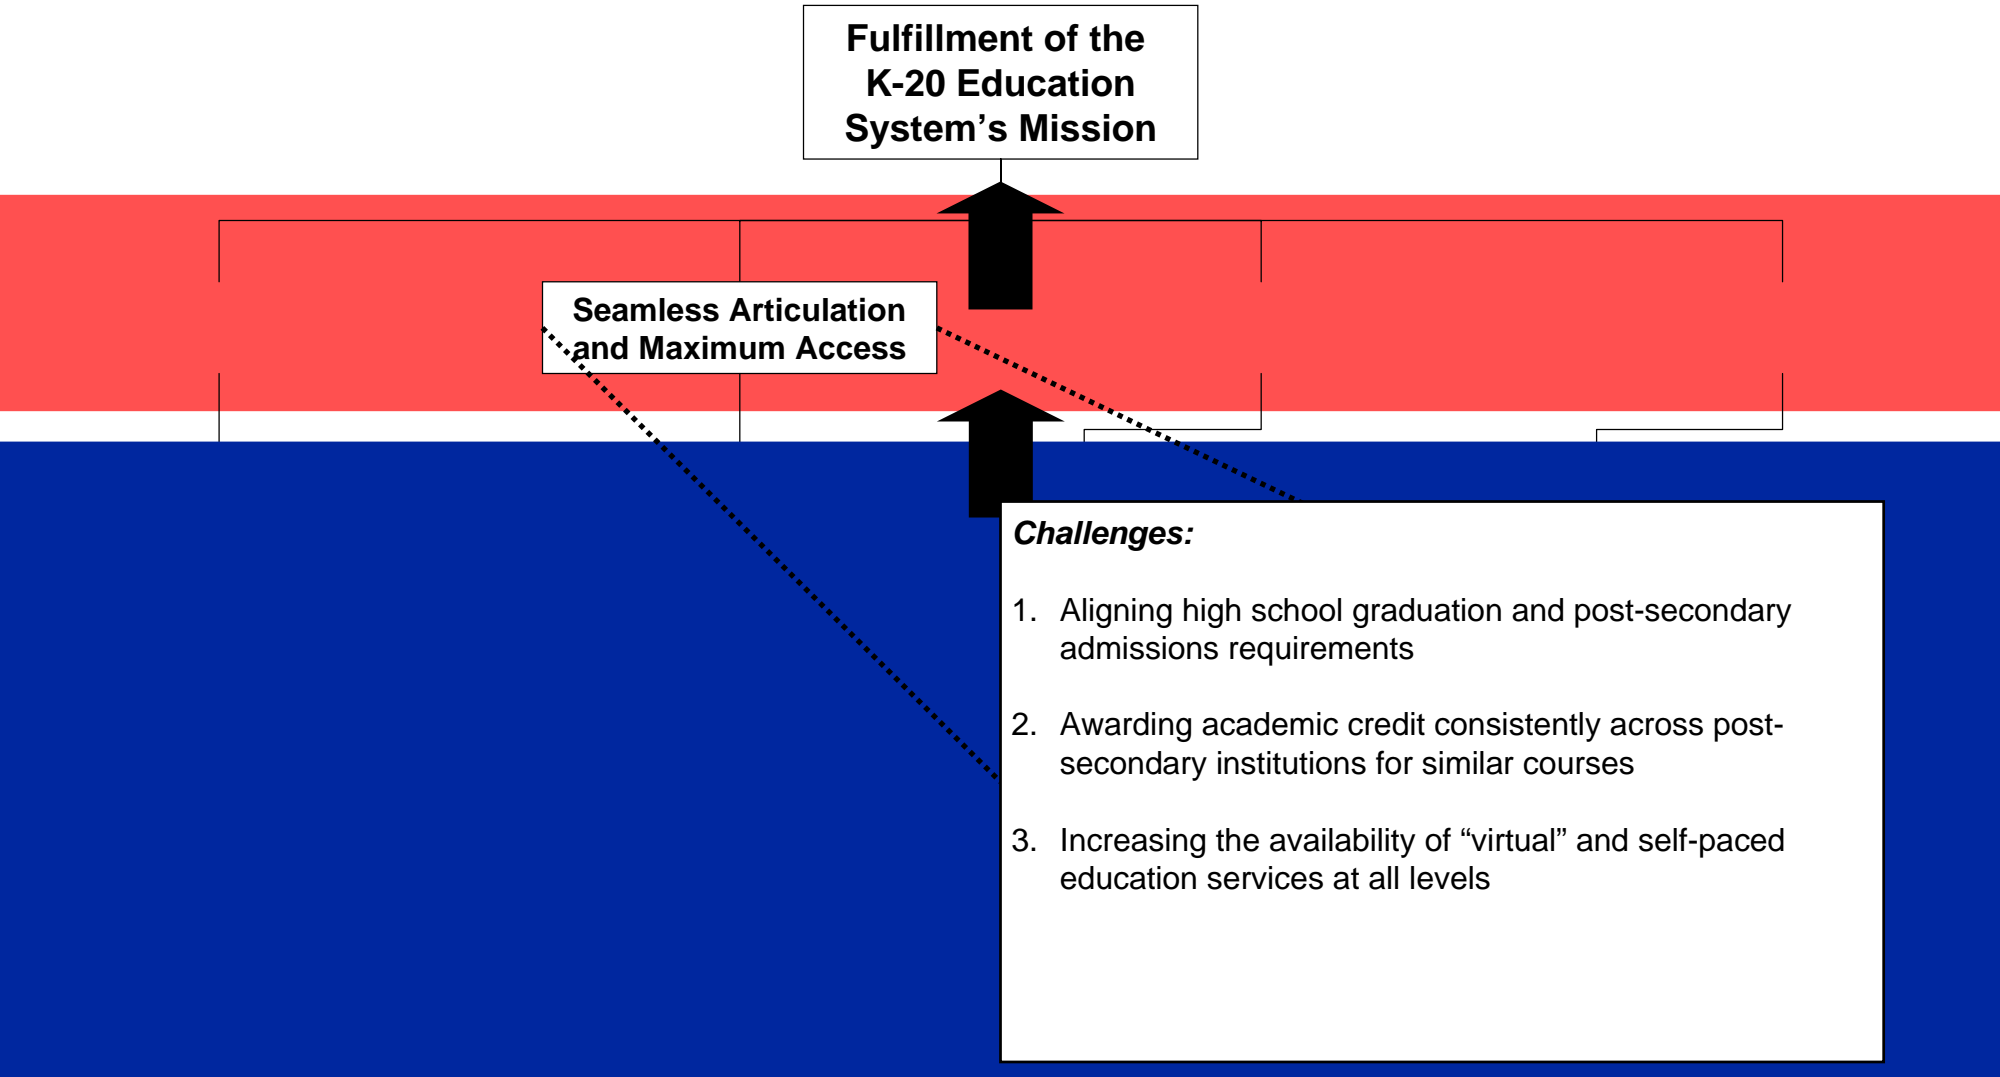 Fulfillment of the
K-20 Education
System’s Mission
Seamless Articulation
and Maximum Access
Challenges:
1. Aligning high school graduation and post-secondary
admissions requirements
2. Awarding academic credit consistently across post-
secondary institutions for similar courses
3. Increasing the availability of “virtual” and self-paced
education services at all levels